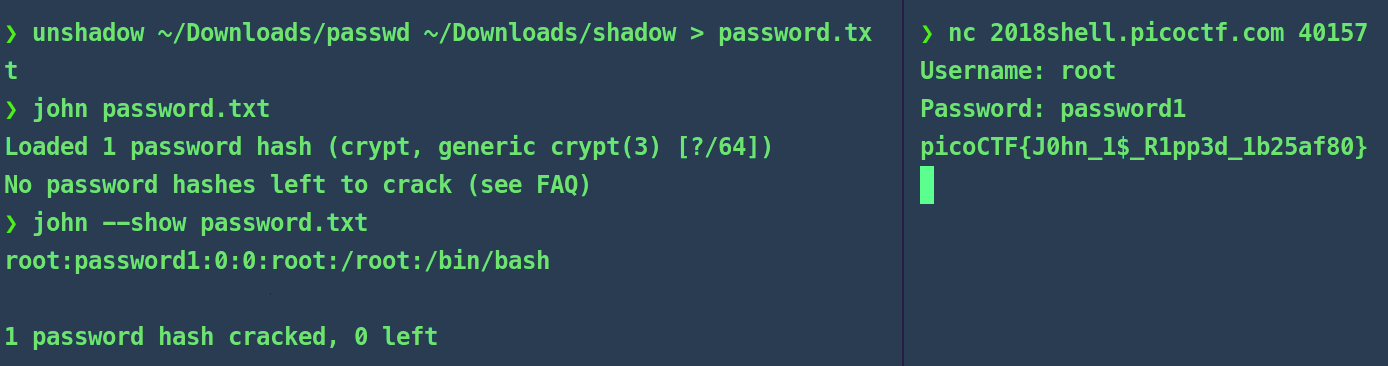 ❯ unshadow ~/Downloads/passwd ~/Downloads/shadow > password.tx
t
❯ john password.txt
Loaded 1 password hash (crypt, generic crypt(3) [?/64])
No password hashes left to crack (see FAQ)
❯ john --show password.txt
root:password1:0:0:root:/root:/bin/bash
1 password hash cracked, 0 left
❯ nc 2018shell.picoctf.com 40157
Username: root
Password: password1
picoCTF{J0hn_1$_R1pp3d_1b25af80}